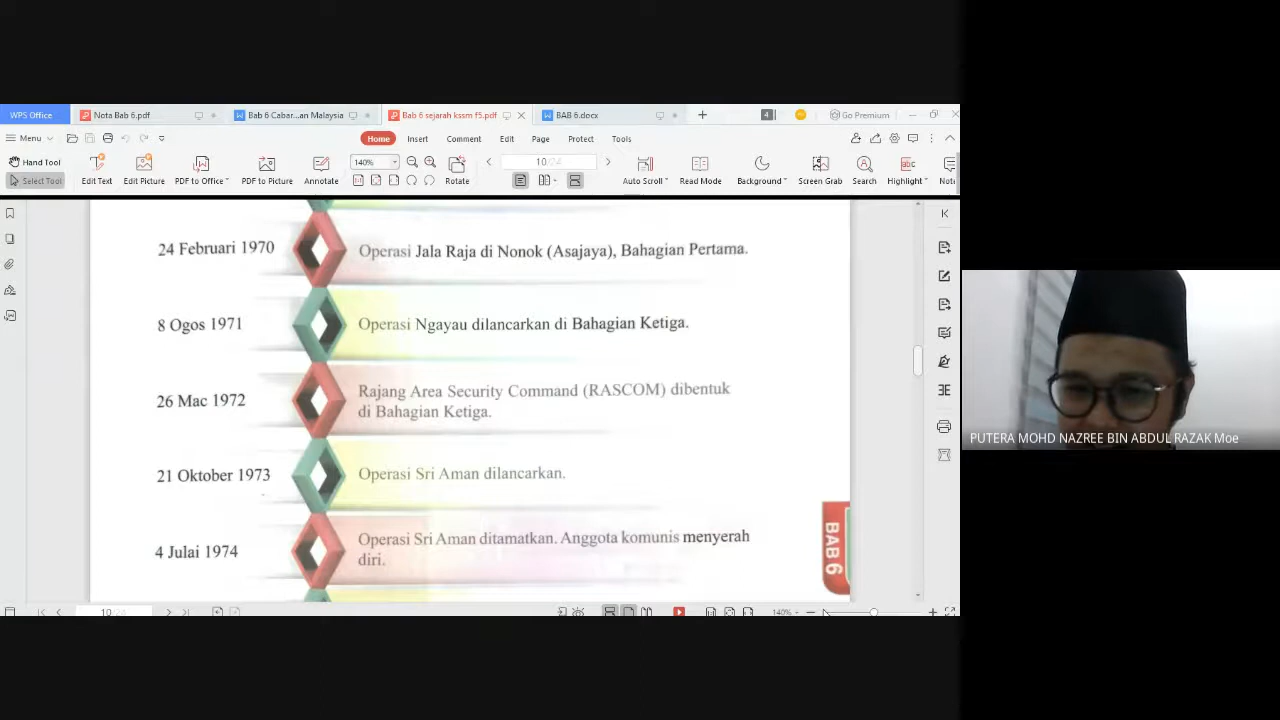 WPS Office
Nota Bab 6.pdf
Bab 6 Cabar...an Malaysia
Bab 6 sejarah kssm f5.pdf
BAB 6.docx
4
Go Premium
Menu
Home
Insert
Comment
Edit
Page
Protect
Tools
Hand Tool
Select Tool
Edit Text
Edit Picture
PDF to Office
PDF to Picture
Annotate
140%
Rotate
10/24
Auto Scroll
Read Mode
Background
Screen Grab
Search
Highlight
24 Februari 1970
Operasi Jala Raja di Nonok (Asajaya), Bahagian Pertama.
8 Ogos 1971
Operasi Ngayau dilancarkan di Bahagian Ketiga.
26 Mac 1972
Rajang Area Security Command (RASCOM) dibentuk
di Bahagian Ketiga.
21 Oktober 1973
Operasi Sri Aman dilancarkan.
4 Julai 1974
Operasi Sri Aman ditamatkan. Anggota komunis menyerah
diri.
BAB 6
10/24
140%
PUTERA MOHD NAZREE BIN ABDUL RAZAK Moe